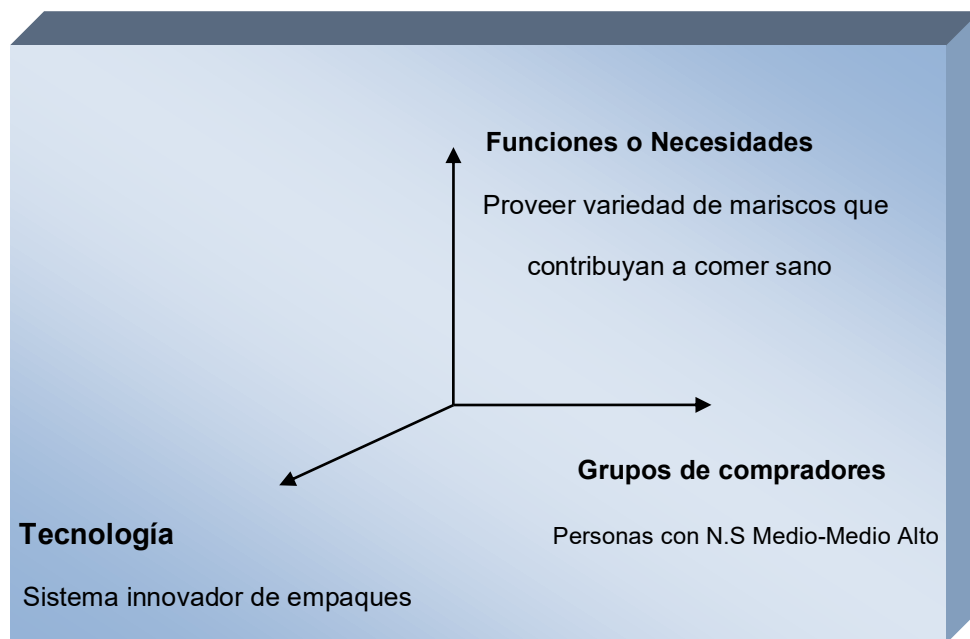 Funciones o Necesidades
Proveer variedad de mariscos que
contribuyan a comer sano
Grupos de compradores
Personas con N.S Medio-Medio Alto
Tecnología
Sistema innovador de empaques